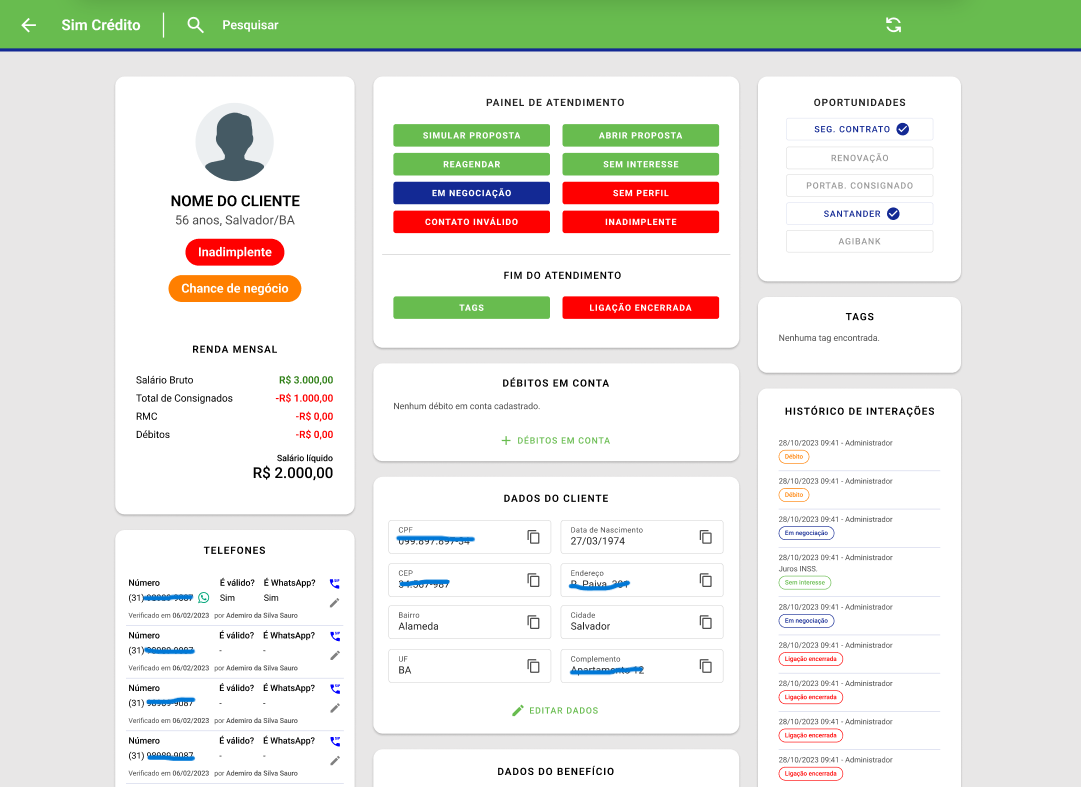 Sim Crédito
Pesquisar
NOME DO CLIENTE
56 anos, Salvador/BA
Inadimplente
Chance de negócio
RENDA MENSAL
Salário Bruto R$ 3.000,00
Total de Consignados -R$ 1.000,00
RMC -R$ 0,00
Débitos -R$ 0,00
Salário líquido
R$ 2.000,00
TELEFONES
Número É válido? É WhatsApp?
(31) Sim Sim
Verificado em 06/02/2023 por Ademiro da Silva Sauro
Número É válido? É WhatsApp?
(31) - -
Verificado em 06/02/2023 por Ademiro da Silva Sauro
Número É válido? É WhatsApp?
(31) - -
Verificado em 06/02/2023 por Ademiro da Silva Sauro
Número É válido? É WhatsApp?
(31) - -
Verificado em 06/02/2023 por Ademiro da Silva Sauro
PAINEL DE ATENDIMENTO
SIMULAR PROPOSTA ABRIR PROPOSTA
REAGENDAR SEM INTERESSE
EM NEGOCIAÇÃO SEM PERFIL
CONTATO INVÁLIDO INADIMPLENTE
FIM DO ATENDIMENTO
TAGS LIGAÇÃO ENCERRADA
DÉBITOS EM CONTA
Nenhum débito em conta cadastrado.
+ DÉBITOS EM CONTA
DADOS DO CLIENTE
CPF
Data de Nascimento
27/03/1974
CEP
Endereço
Bairro
Alameda
Cidade
Salvador
UF
BA
Complemento
EDITAR DADOS
DADOS DO BENEFÍCIO
OPORTUNIDADES
SEG. CONTRATO
RENOVAÇÃO
PORTAB. CONSIGNADO
SANTANDER
AGIBANK
TAGS
Nenhuma tag encontrada.
HISTÓRICO DE INTERAÇÕES
28/10/2023 09:41 - Administrador
Débito
28/10/2023 09:41 - Administrador
Débito
28/10/2023 09:41 - Administrador
Em negociação
28/10/2023 09:41 - Administrador
Juros INSS.
Sem interesse
28/10/2023 09:41 - Administrador
Em negociação
28/10/2023 09:41 - Administrador
Ligação encerrada
28/10/2023 09:41 - Administrador
Ligação encerrada
28/10/2023 09:41 - Administrador
Ligação encerrada
28/10/2023 09:41 - Administrador
Ligação encerrada